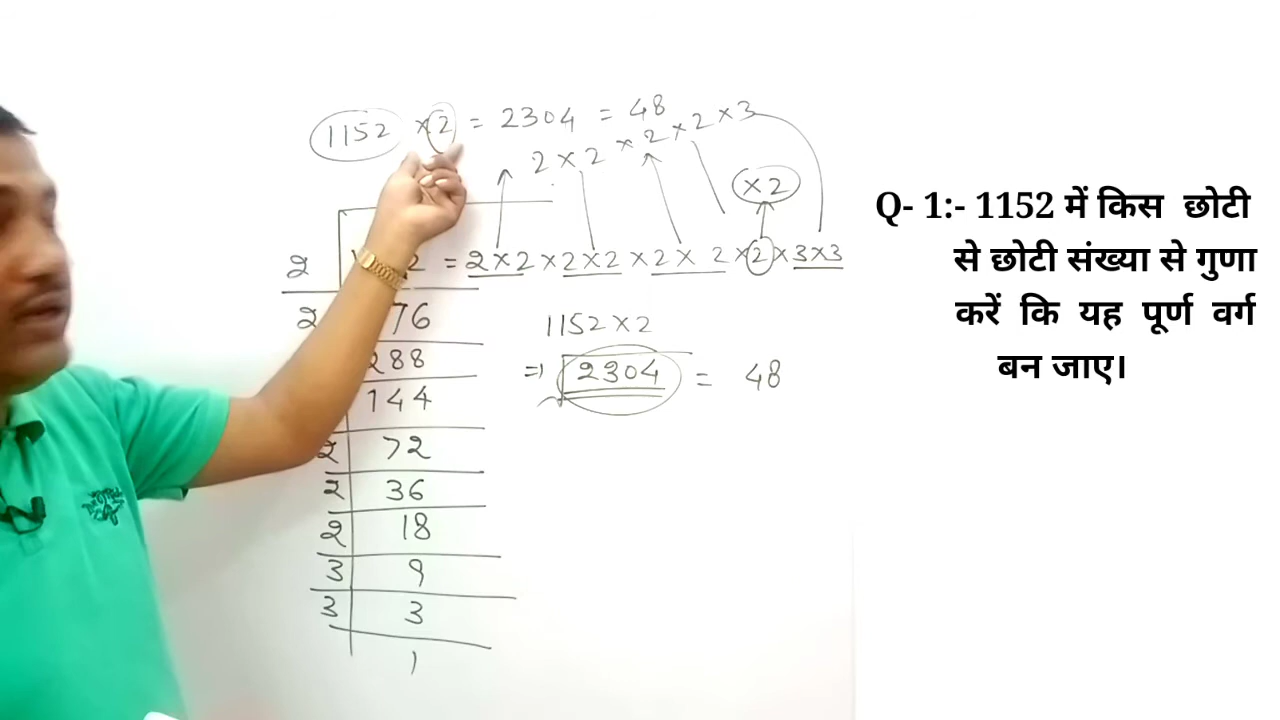 1152 ×2 = 2304 = 48
2×2 ×2×2×3
×2
2 2 = 2×2×2×2×2×2×2×3×3
2 76
288
144
2 72
2 36
2 18
3 9
3 3
1
1152×2
⇒ √2304 = 48
Q- 1:- 1152 में किस छोटी
से छोटी संख्या से गुणा
करें कि यह पूर्ण वर्ग
बन जाए।